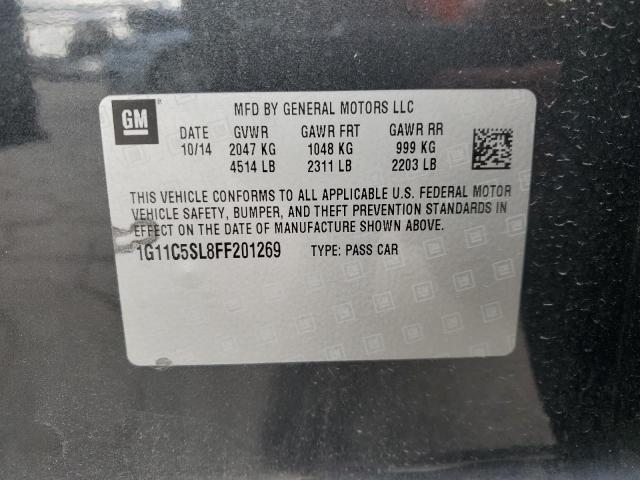 GM
MFD BY GENERAL MOTORS LLC
DATE GVWR GAWR FRT GAWR RR
10/14 2047 KG 1048 KG 999 KG
4514 LB 2311 LB 2203 LB
THIS VEHICLE CONFORMS TO ALL APPLICABLE U.S. FEDERAL MOTOR
VEHICLE SAFETY, BUMPER, AND THEFT PREVENTION STANDARDS IN
EFFECT ON THE DATE OF MANUFACTURE SHOWN ABOVE.
1G11C5SL8FF201269 TYPE: PASS CAR